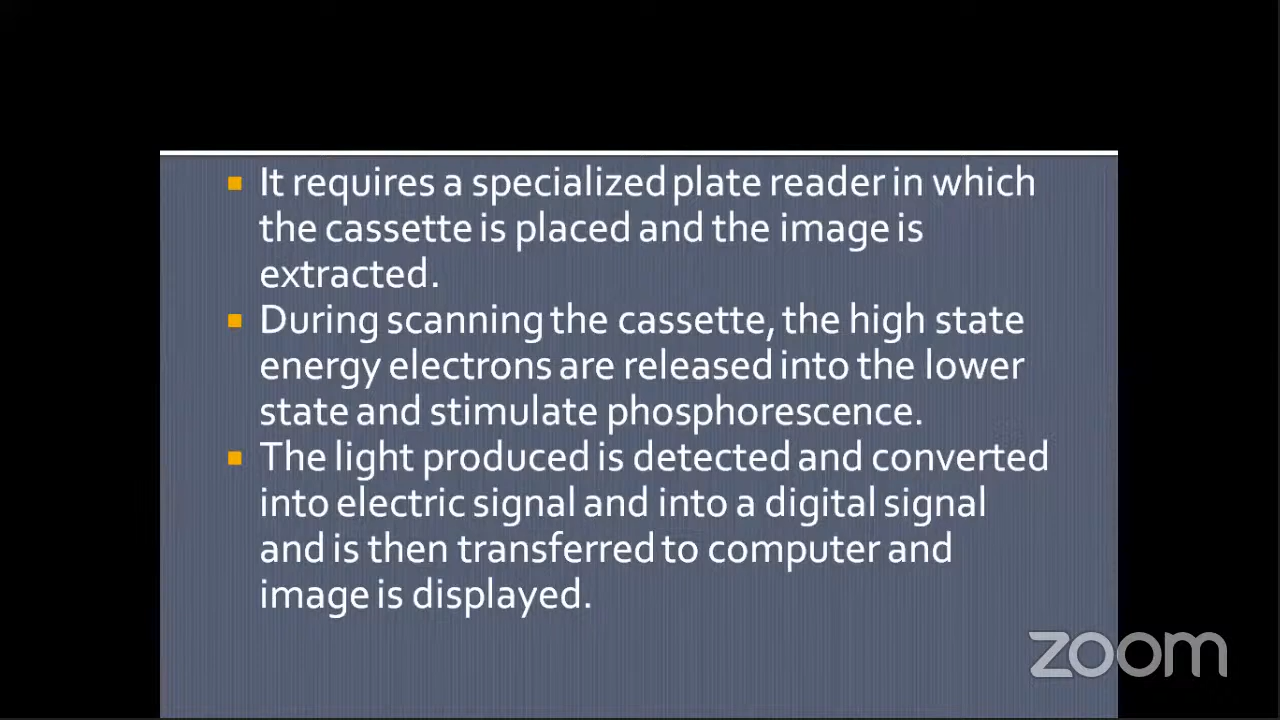 It requires a specialized plate reader in which
the cassette is placed and the image is
extracted.
During scanning the cassette, the high state
energy electrons are released into the lower
state and stimulate phosphorescence.
The light produced is detected and converted
into electric signal and into a digital signal
and is then transferred to computer and
image is displayed.
zoom